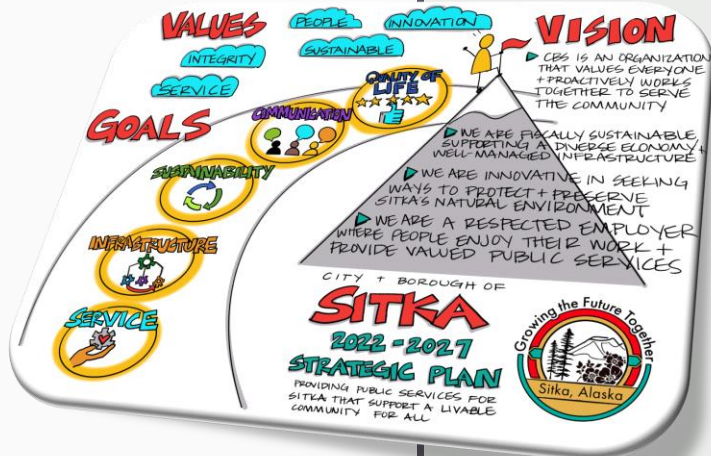 VALUES
PEOPLE
INNOVATION
INTEGRITY
SUSTAINABLE
SERVICE
GOALS
QUALITY OF
LIFE
COMMUNICATION
SUSTAINABILITY
INFRASTRUCTURE
SERVICE
VISION
CBS IS AN ORGANIZATION
THAT VALUES EVERYONE
+ PROACTIVELY WORKS
TOGETHER TO SERVE
THE COMMUNITY
WE ARE FISCALLY SUSTAINABLE,
SUPPORTING A DIVERSE ECONOMY +
WELL-MANAGED INFRASTRUCTURE
WE ARE INNOVATIVE IN SEEKING
WAYS TO PROTECT + PRESERVE
SITKA'S NATURAL ENVIRONMENT
WE ARE A RESPECTED EMPLOYER
WHERE PEOPLE ENJOY THEIR WORK +
PROVIDE VALUED PUBLIC SERVICES
CITY + BOROUGH OF
SITKA
2022-2027
STRATEGIC PLAN
PROVIDING PUBLIC SERVICES FOR
SITKA THAT SUPPORT A LIVABLE
COMMUNITY FOR ALL
Growing the Future Together
Sitka, Alaska